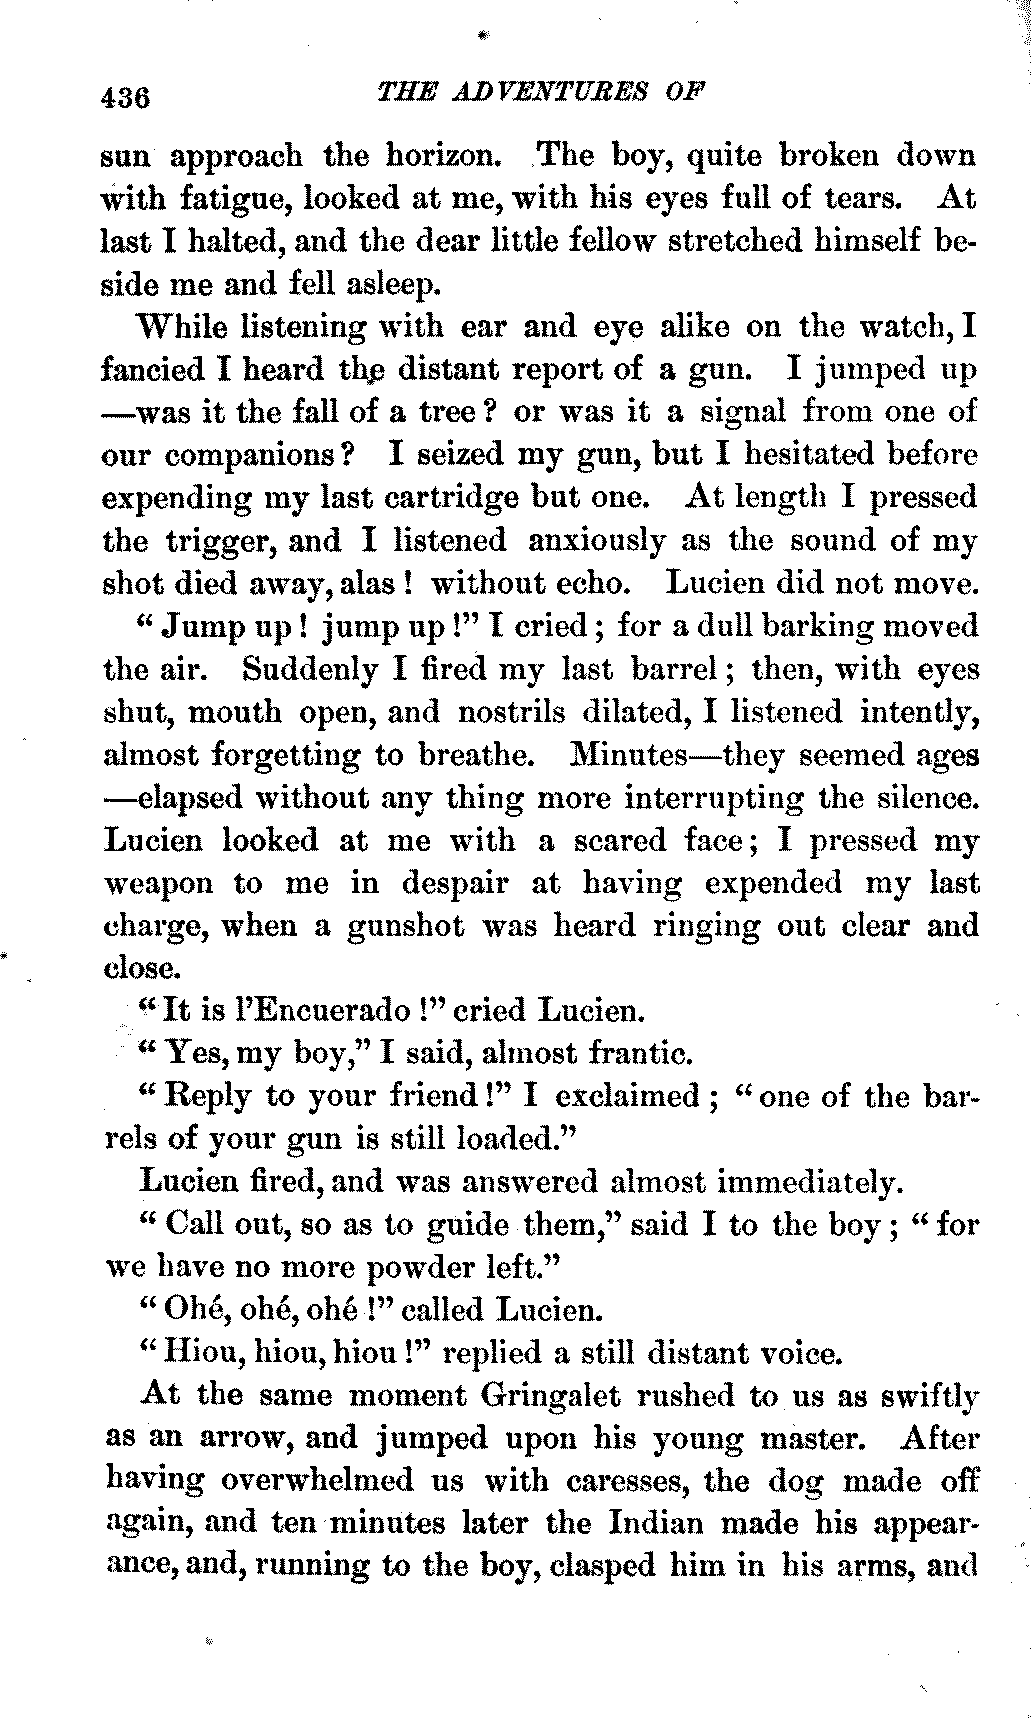 436 THE ADVENTURES OF
sun approach the horizon. The boy, quite broken down
with fatigue, looked at me, with his eyes full of tears. At
last I halted, and the dear little fellow stretched himself be-
side me and fell asleep.
While listening with ear and eye alike on the watch, I
fancied I heard the distant report of a gun. I jumped up
—was it the fall of a tree? or was it a signal from one of
our companions? I seized my gun, but I hesitated before
expending my last cartridge but one. At length I pressed
the trigger, and I listened anxiously as the sound of my
shot died away, alas! without echo. Lucien did not move.
"Jump up! jump up!" I cried; for a dull barking moved
the air. Suddenly I fired my last barrel; then, with eyes
shut, mouth open, and nostrils dilated, I listened intently,
almost forgetting to breathe. Minutes—they seemed ages
—elapsed without any thing more interrupting the silence.
Lucien looked at me with a scared face; I pressed my
weapon to me in despair at having expended my last
charge, when a gunshot was heard ringing out clear and
close.
"It is l'Encuerado!" cried Lucien.
"Yes, my boy," I said, almost frantic.
"Reply to your friend!" I exclaimed; "one of the bar-
rels of your gun is still loaded."
Lucien fired, and was answered almost immediately.
"Call out, so as to guide them," said I to the boy; "for
we have no more powder left."
"Ohé, ohé, ohé!" called Lucien.
"Hiou, hiou, hiou!" replied a still distant voice.
At the same moment Gringalet rushed to us as swiftly
as an arrow, and jumped upon his young master. After
having overwhelmed us with caresses, the dog made off
again, and ten minutes later the Indian made his appear-
ance, and, running to the boy, clasped him in his arms, and